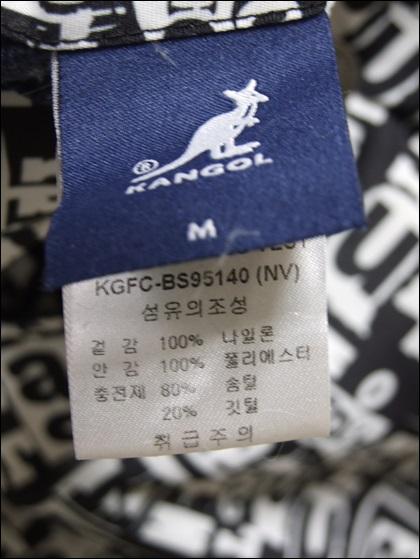 ® KANGOL
M
KGFC-BS95140 (NV)
섬유의조성
겉 감 100% 나일론
안 감 100% 폴리에스터
충전제 80% 솜털
20% 깃털
취급주의